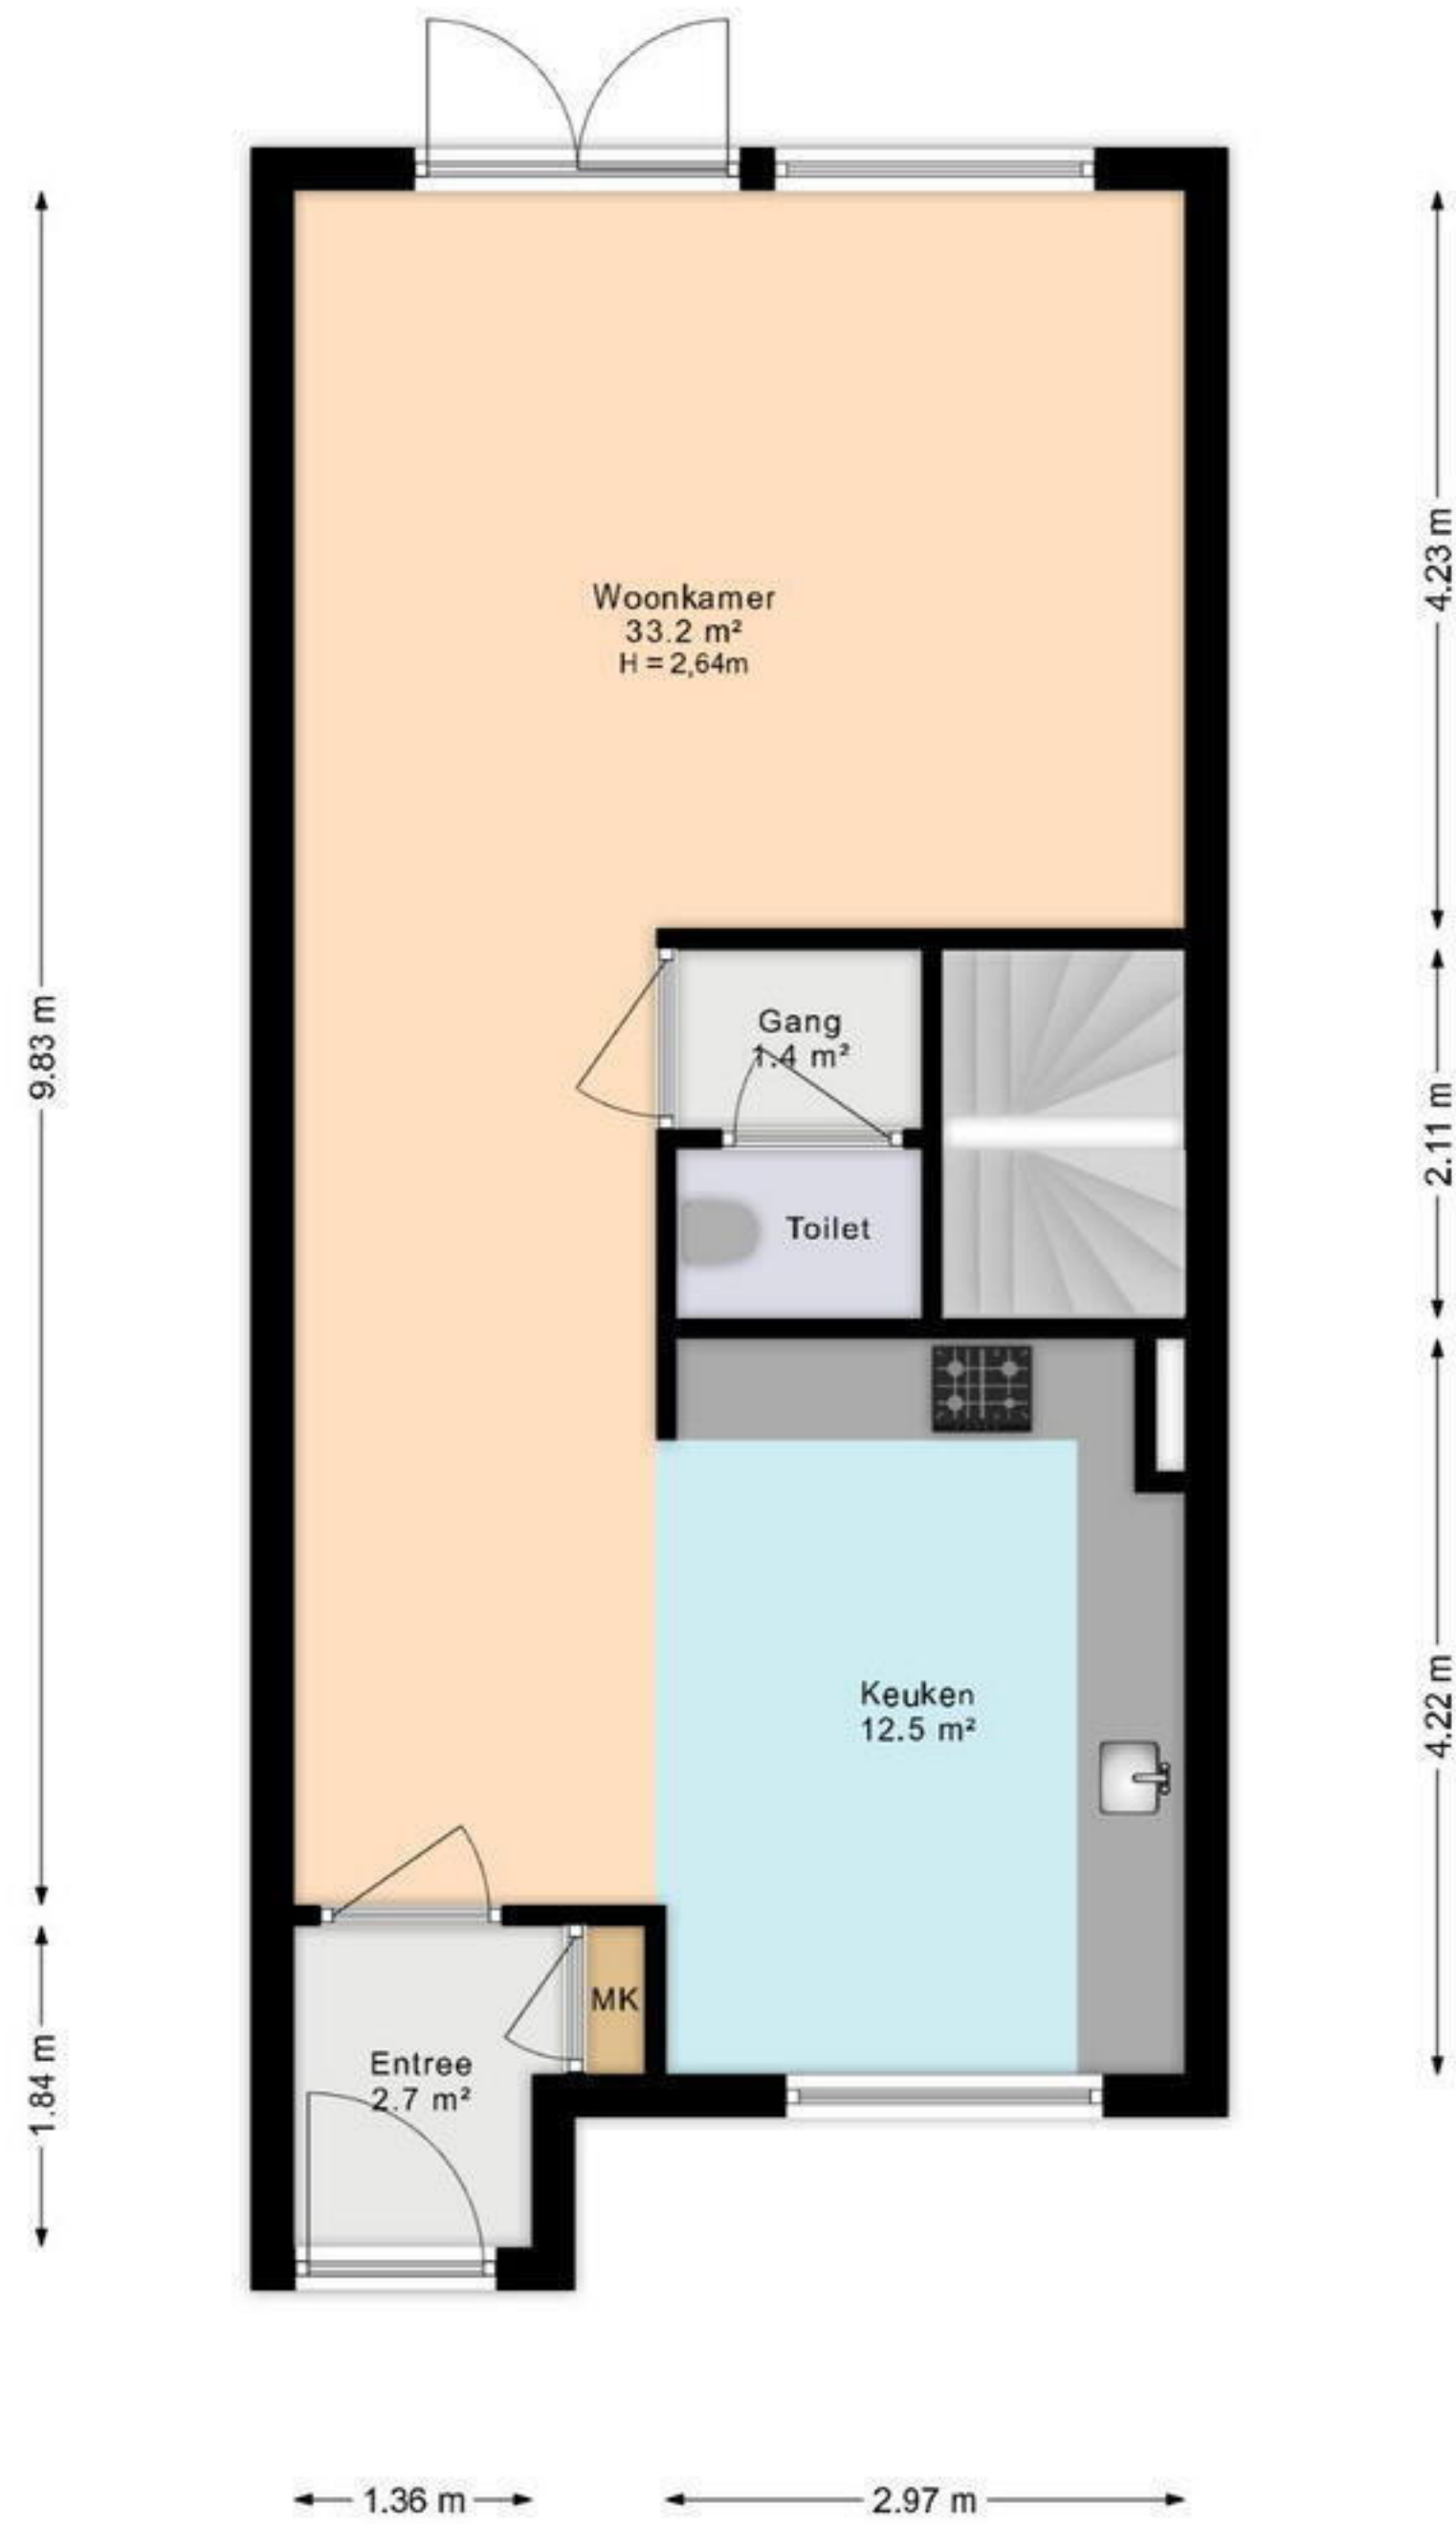 Woonkamer
33.2 m²
H = 2,64m
4.23 m
9.83 m
Gang
1.4 m²
2.11 m
Toilet
Keuken
12.5 m²
4.22 m
MK
Entree
2.7 m²
1.84 m
1.36 m
2.97 m